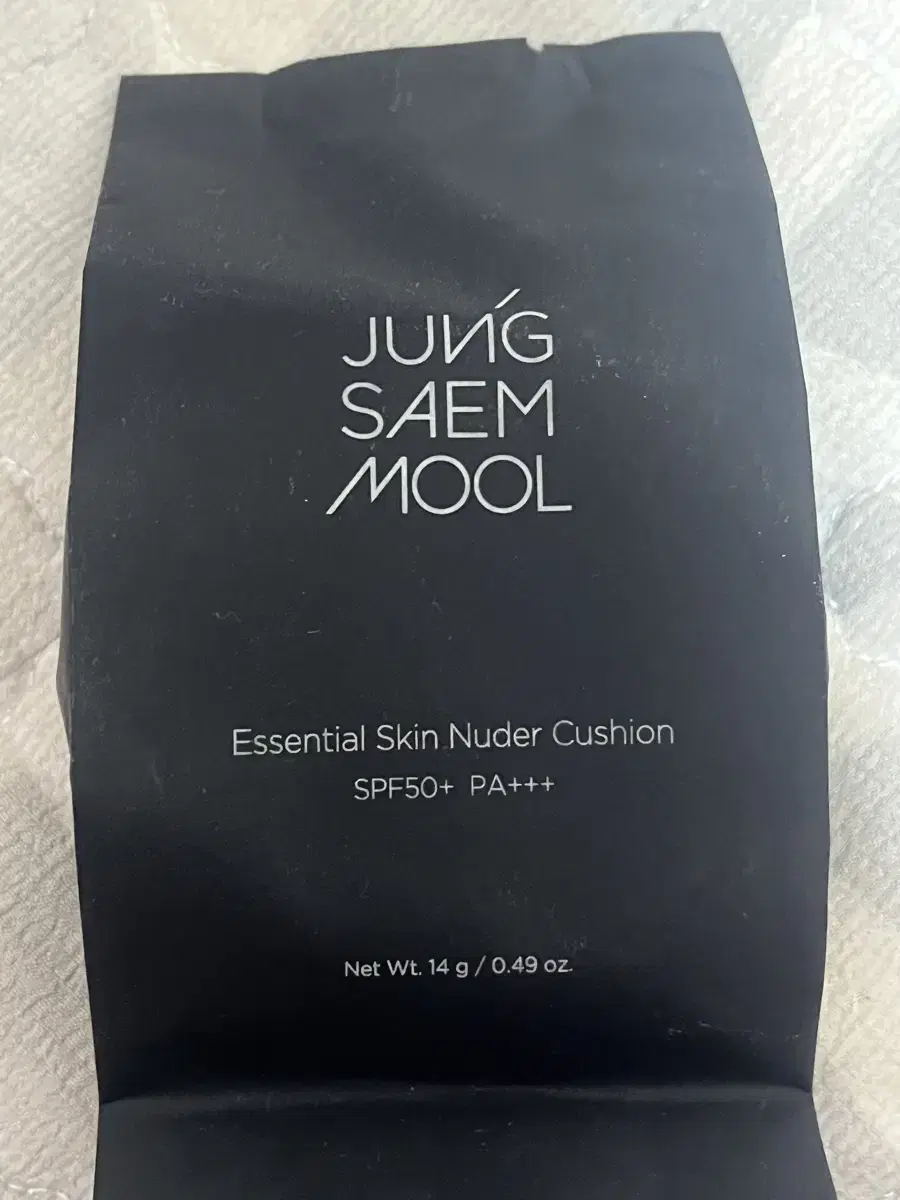 JUNG
SAEM
MOOL
Essential Skin Nuder Cushion
SPF50+ PA+++
Net Wt. 14 g / 0.49 oz.